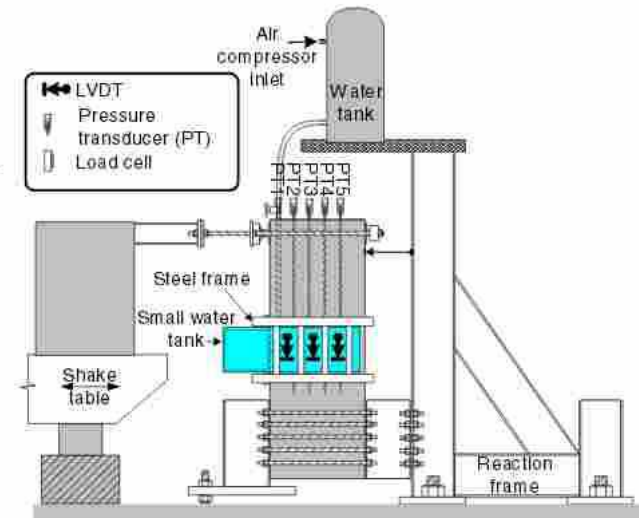 Air
compressor
inlet
Water
tank
LVDT
Pressure
transducer (PT)
Load cell
PT1
PT2
PT3
PT4
PT5
Steel frame
Small water
tank
Shake
table
Reaction
frame